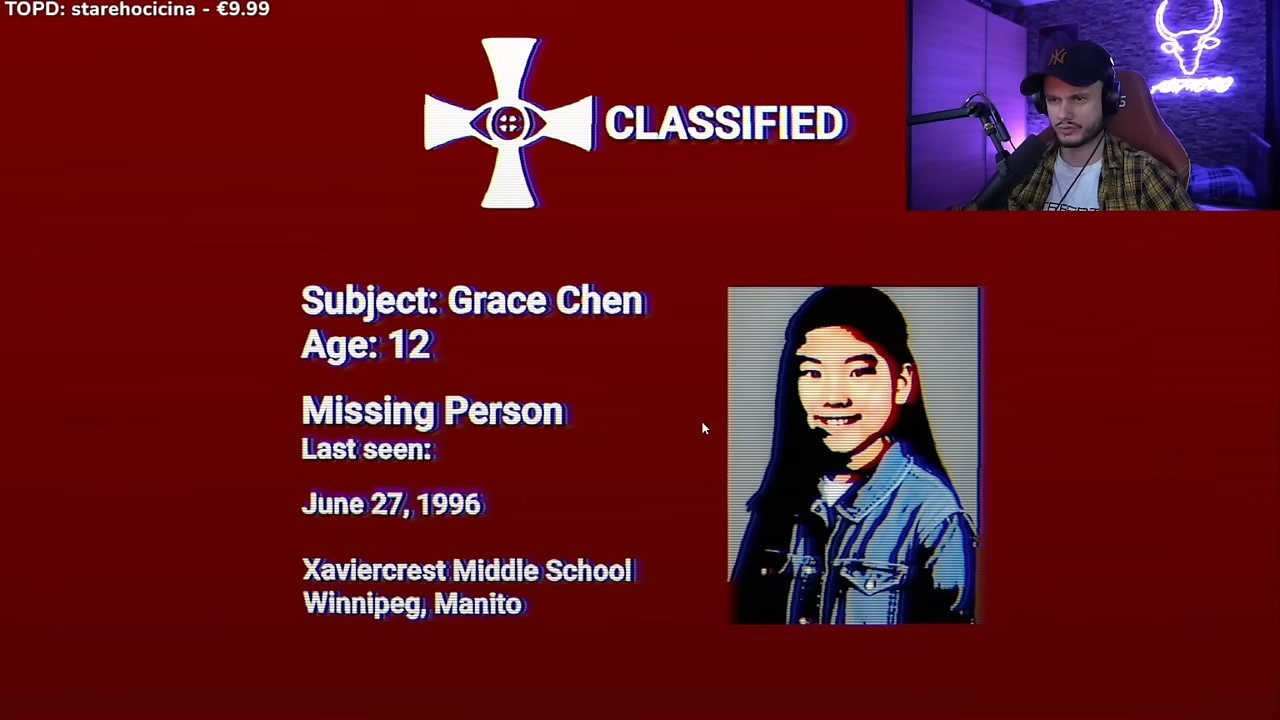 TOPD: starehocicina - €9.99
CLASSIFIED
Subject: Grace Chen
Age: 12
Missing Person
Last seen:
June 27, 1996
Xaviercrest Middle School
Winnipeg, Manito